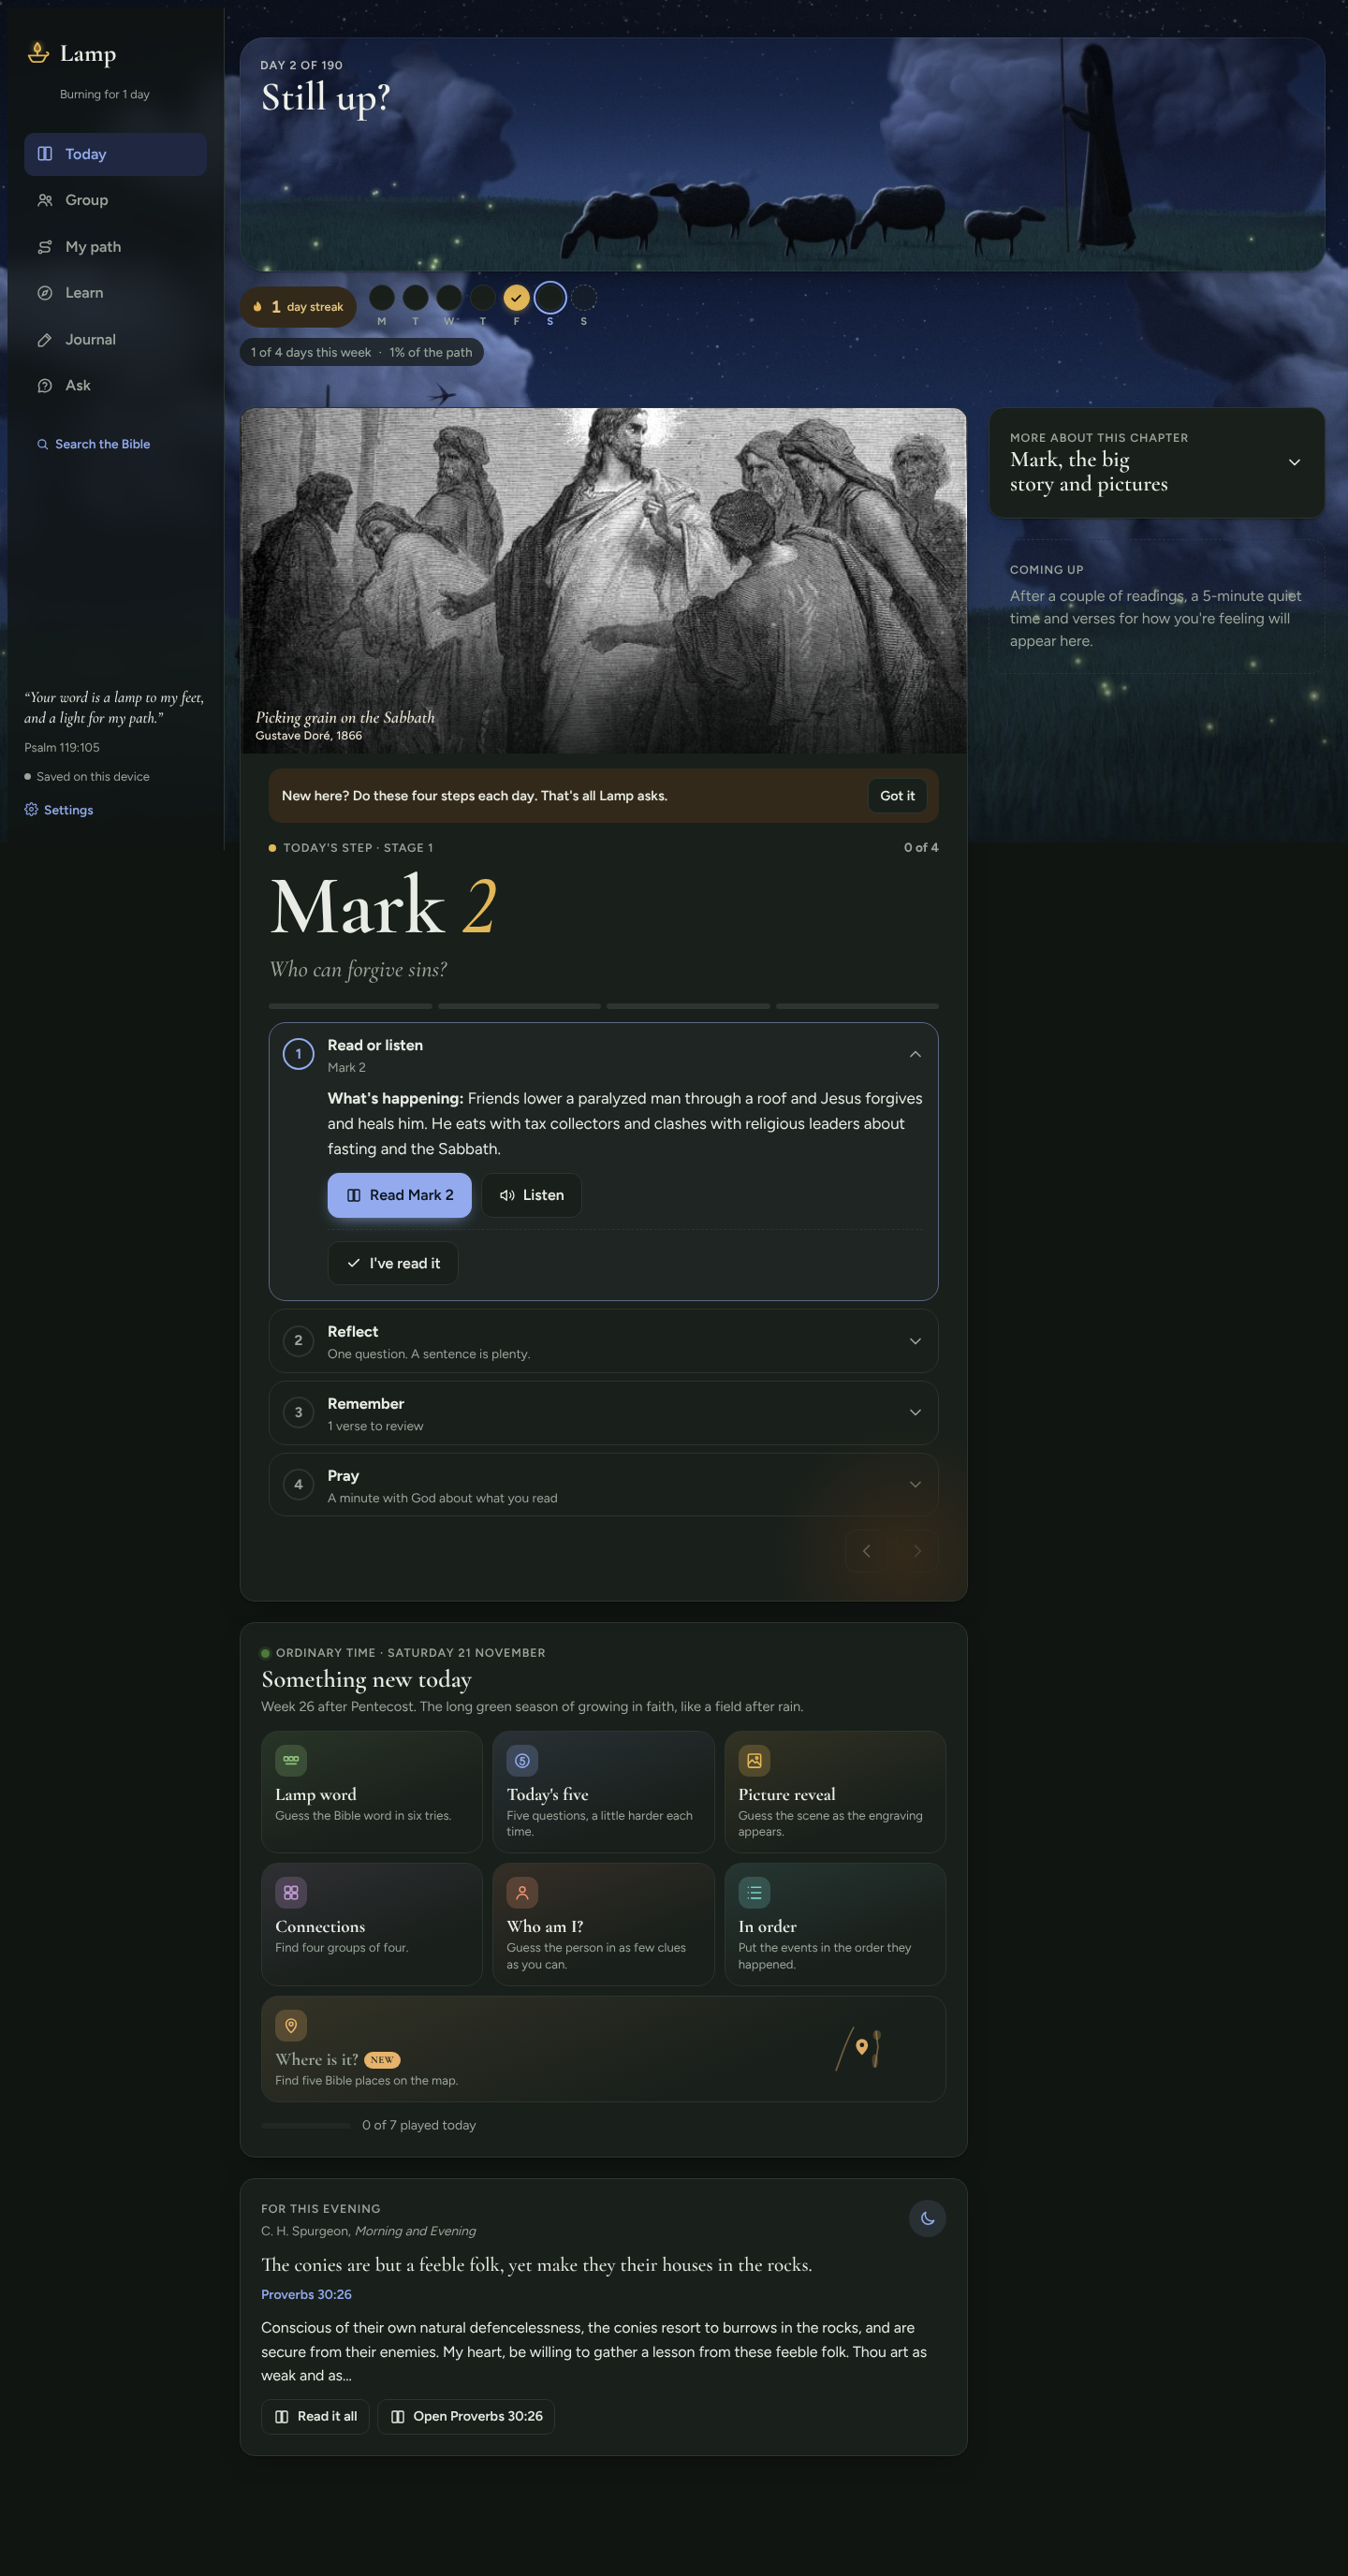 Lamp
Burning for 1 day
Today
Group
My path
Learn
Journal
Ask
Search the Bible
“Your word is a lamp to my feet,
and a light for my path.”
Psalm 119:105
Saved on this device
Settings
DAY 2 OF 190
Still up?
1 day streak
M T W T F S S
1 of 4 days this week · 1% of the path
Picking grain on the Sabbath
Gustave Doré, 1866
New here? Do these four steps each day. That's all Lamp asks.
Got it
TODAY'S STEP · STAGE 1
0 of 4
Mark 2
Who can forgive sins?
1
Read or listen
Mark 2
What's happening: Friends lower a paralyzed man through a roof and Jesus forgives
and heals him. He eats with tax collectors and clashes with religious leaders about
fasting and the Sabbath.
Read Mark 2
Listen
I've read it
2
Reflect
One question. A sentence is plenty.
3
Remember
1 verse to review
4
Pray
A minute with God about what you read
MORE ABOUT THIS CHAPTER
Mark, the big
story and pictures
COMING UP
After a couple of readings, a 5-minute quiet
time and verses for how you're feeling will
appear here.
ORDINARY TIME · SATURDAY 21 NOVEMBER
Something new today
Week 26 after Pentecost. The long green season of growing in faith, like a field after rain.
Lamp word
Guess the Bible word in six tries.
5
Today's five
Five questions, a little harder each
time.
Picture reveal
Guess the scene as the engraving
appears.
Connections
Find four groups of four.
Who am I?
Guess the person in as few clues
as you can.
In order
Put the events in the order they
happened.
Where is it? NEW
Find five Bible places on the map.
0 of 7 played today
FOR THIS EVENING
C. H. Spurgeon, Morning and Evening
The conies are but a feeble folk, yet make they their houses in the rocks.
Proverbs 30:26
Conscious of their own natural defencelessness, the conies resort to burrows in the rocks, and are
secure from their enemies. My heart, be willing to gather a lesson from these feeble folk. Thou art as
weak and as...
Read it all
Open Proverbs 30:26